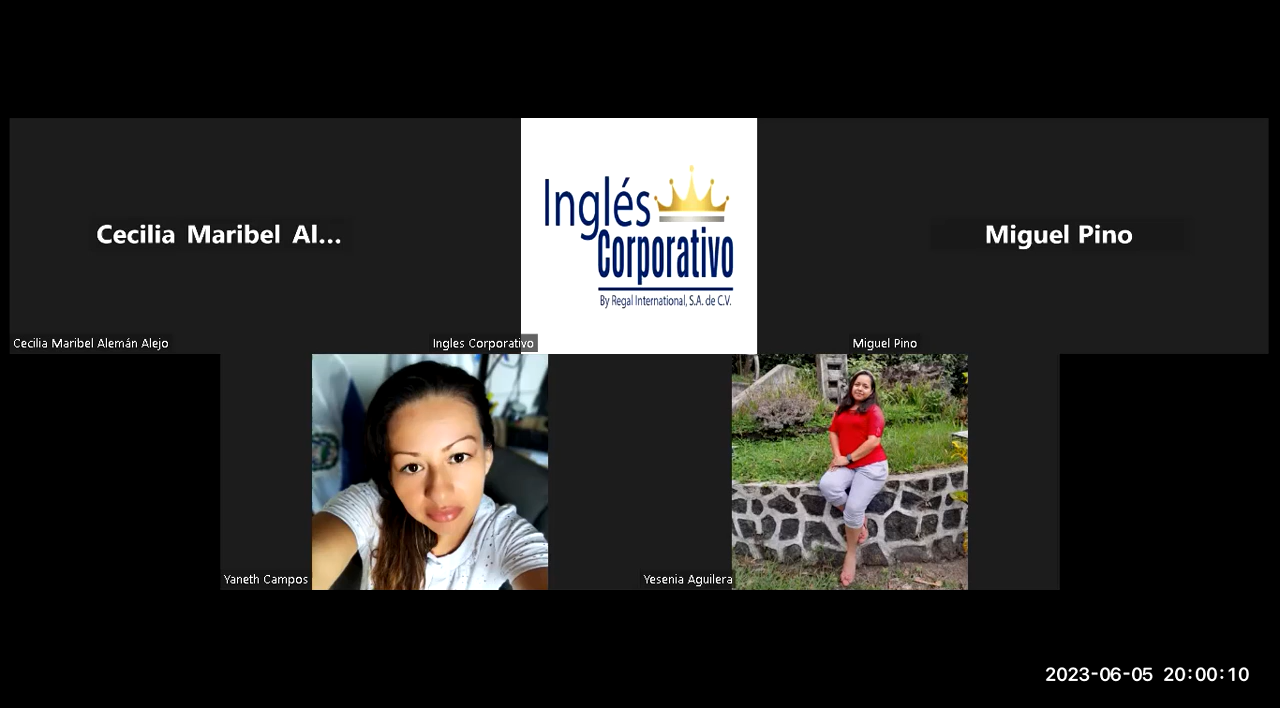 Cecilia Maribel Al...
Inglés
Corporativo
By Regal International, S.A. de C.V.
Miguel Pino
Cecilia Maribel Alemán Alejo
Ingles Corporativo
Miguel Pino
Yaneth Campos
Yesenia Aguilera
2023-06-05 20:00:10